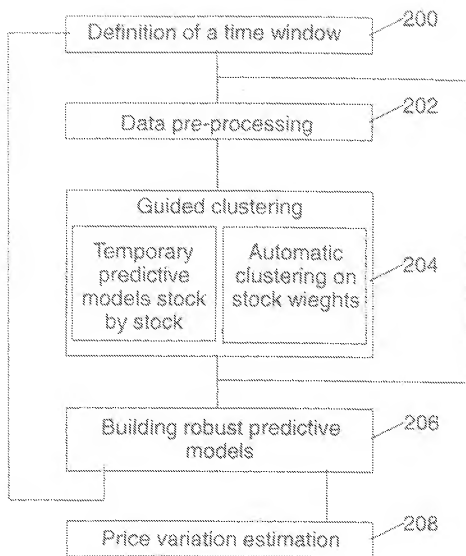 Definition of a time window
200
Data pre-processing
202
Guided clustering
Temporary
predictive
models stock
by stock
Automatic
clustering on
stock wieghts
204
Building robust predictive
models
206
Price variation estimation
208